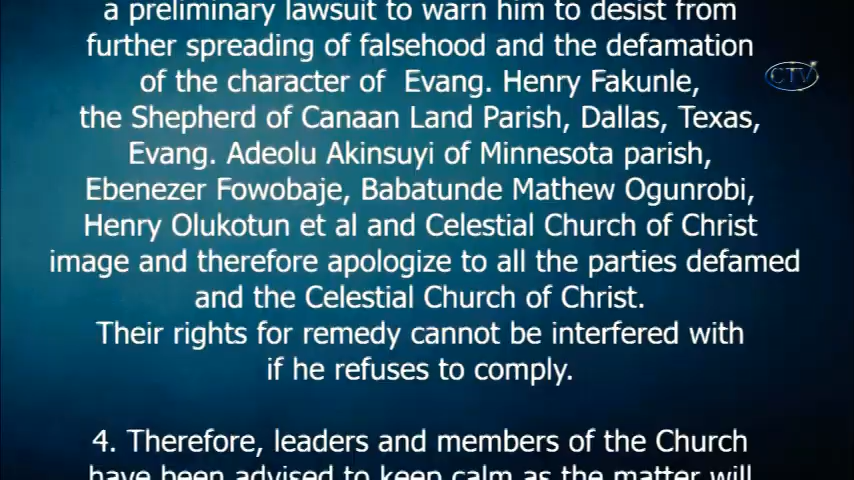 a preliminary lawsuit to warn him to desist from
further spreading of falsehood and the defamation
of the character of Evang. Henry Fakunle,
the Shepherd of Canaan Land Parish, Dallas, Texas,
Evang. Adeolu Akinsuyi of Minnesota parish,
Ebenezer Fowobaje, Babatunde Mathew Ogunrobi,
Henry Olukotun et al and Celestial Church of Christ
image and therefore apologize to all the parties defamed
and the Celestial Church of Christ.
Their rights for remedy cannot be interfered with
if he refuses to comply.
4. Therefore, leaders and members of the Church
have been advised to keep calm as the matter will
CTV